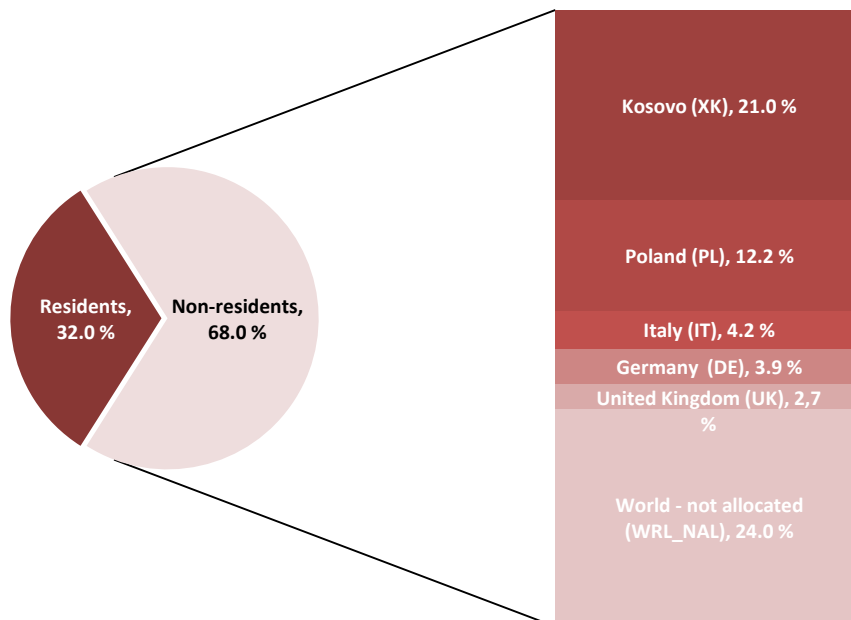 Kosovo (XK), 21.0 %
Poland (PL), 12.2 %
Residents,
32.0 %
Non-residents,
68.0 %
Italy (IT), 4.2 %
Germany  (DE), 3.9 %
United Kingdom (UK), 2,7
%
World - not allocated
(WRL_NAL), 24.0 %